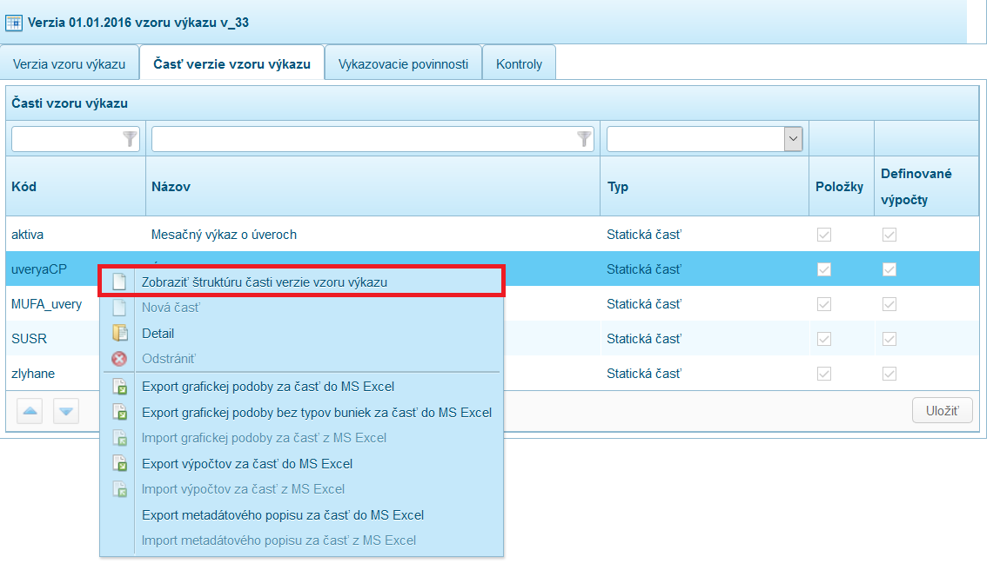 Verzia 01.01.2016 vzoru výkazu v_33
Verzia vzoru výkazu
Časť verzie vzoru výkazu
Vykazovacie povinnosti
Kontroly
Časti vzoru výkazu
Kód
Názov
Typ
Položky
Definované
výpočty
aktiva Mesačný výkaz o úveroch Statická časť
uveryaCP Statická časť
MUFA_uvery Statická časť
SUSR Statická časť
zlyhane Statická časť
Zobraziť štruktúru časti verzie vzoru výkazu
Nová časť
Detail
Odstrániť
Export grafickej podoby za časť do MS Excel
Export grafickej podoby bez typov buniek za časť do MS Excel
Import grafickej podoby za časť z MS Excel
Export výpočtov za časť do MS Excel
Import výpočtov za časť z MS Excel
Export metadátového popisu za časť do MS Excel
Import metadátového popisu za časť z MS Excel
Uložiť